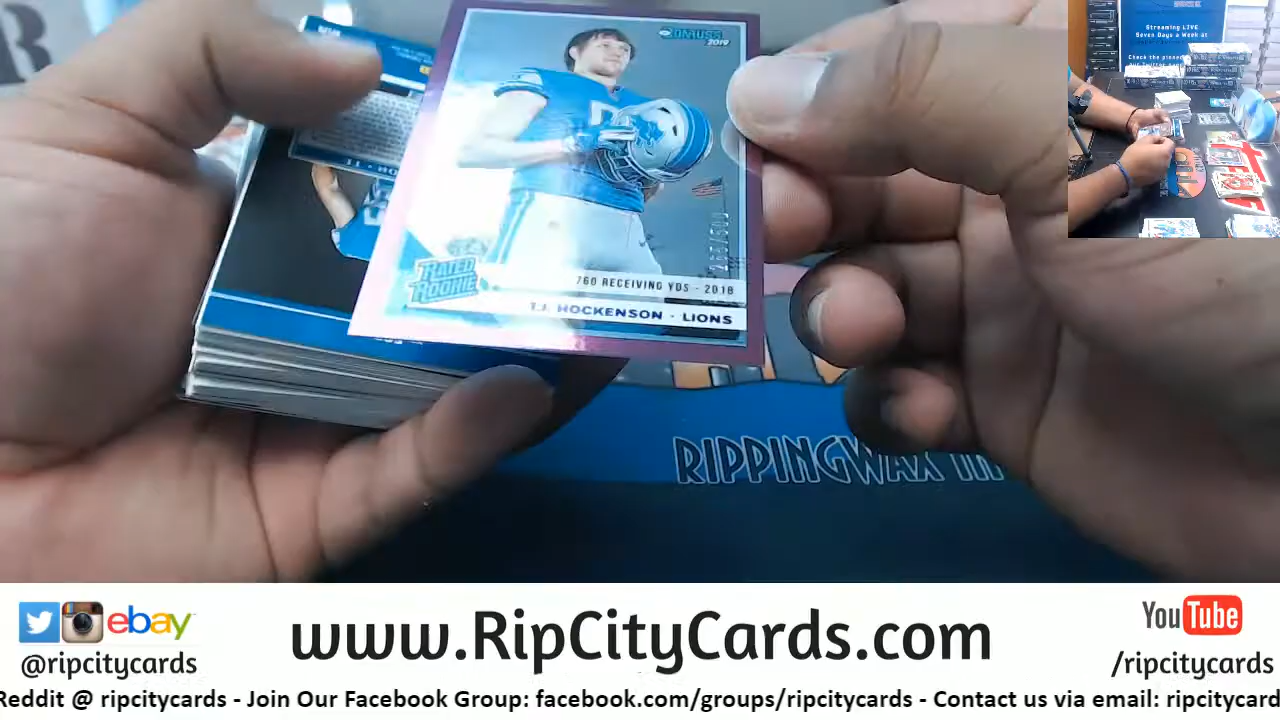 Streaming LIVE
Seven Days a Week at
DONRUSS
2019
RATED
ROOKIE
760 RECEIVING YDS - 2018
T.J. HOCKENSON - LIONS
RIPPINGWAX
ebay
www.RipCityCards.com
YouTube
@ripcitycards
/ripcitycards
Reddit @ ripcitycards - Join Our Facebook Group: facebook.com/groups/ripcitycards - Contact us via email: ripcitycard